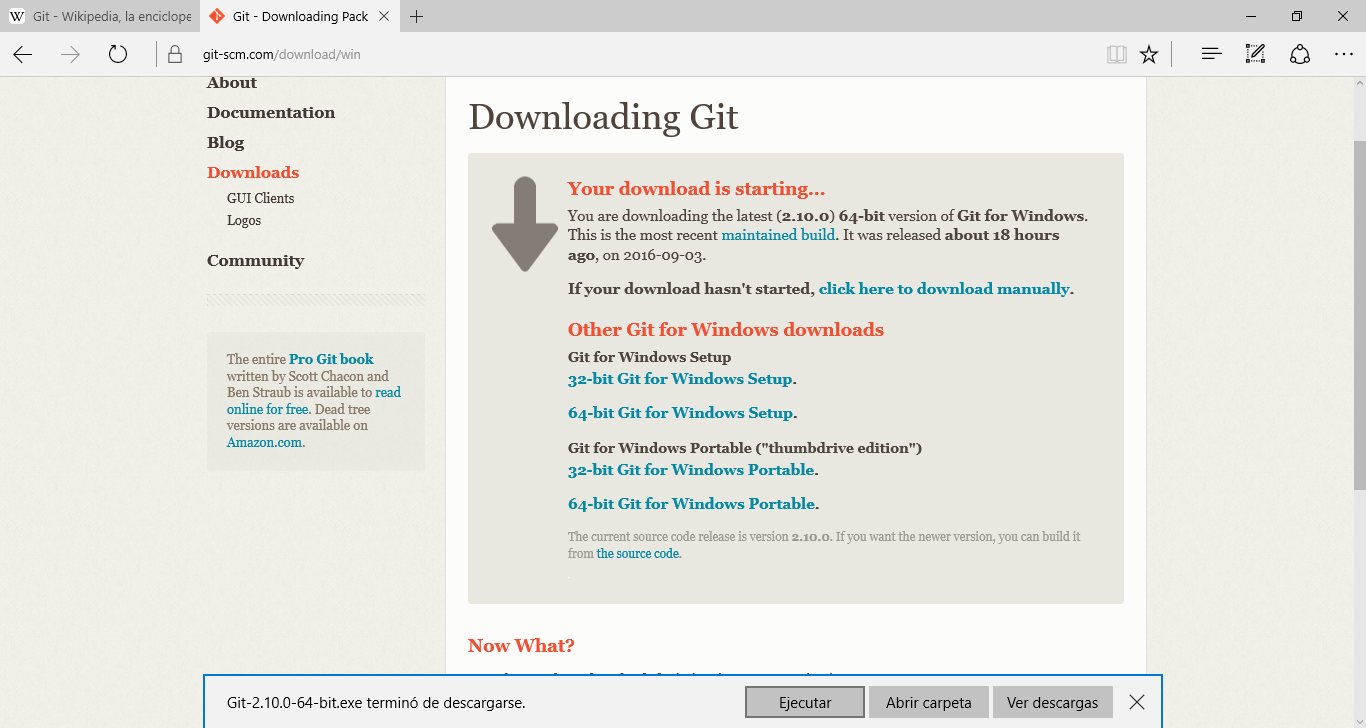 Git - Wikipedia, la enciclope
Git - Downloading Pack
git-scm.com/download/win
About
Documentation
Blog
Downloads
GUI Clients
Logos
Community
The entire Pro Git book
written by Scott Chacon and
Ben Straub is available to read
online for free. Dead tree
versions are available on
Amazon.com.
Downloading Git
Your download is starting...
You are downloading the latest (2.10.0) 64-bit version of Git for Windows.
This is the most recent maintained build. It was released about 18 hours
ago, on 2016-09-03.
If your download hasn't started, click here to download manually.
Other Git for Windows downloads
Git for Windows Setup
32-bit Git for Windows Setup.
64-bit Git for Windows Setup.
Git for Windows Portable ("thumbdrive edition")
32-bit Git for Windows Portable.
64-bit Git for Windows Portable.
The current source code release is version 2.10.0. If you want the newer version, you can build it
from the source code.
Now What?
Git-2.10.0-64-bit.exe terminó de descargarse.
Ejecutar
Abrir carpeta
Ver descargas